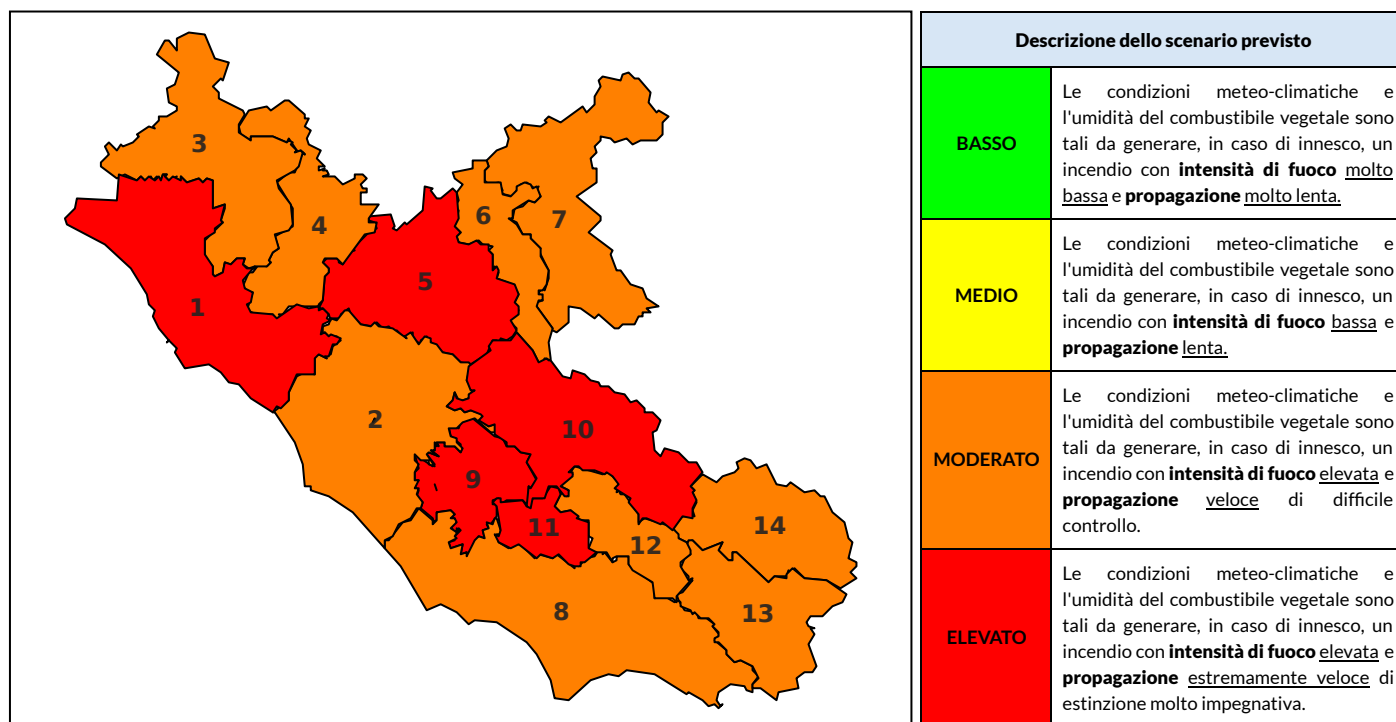 3
4
6
7
5
1
2
10
9
11
12
14
8
13
Descrizione dello scenario previsto
BASSO
Le condizioni meteo-climatiche e
l'umidità del combustibile vegetale sono
tali da generare, in caso di innesco, un
incendio con intensità di fuoco molto
bassa e propagazione molto lenta.
MEDIO
Le condizioni meteo-climatiche e
l'umidità del combustibile vegetale sono
tali da generare, in caso di innesco, un
incendio con intensità di fuoco bassa e
propagazione lenta.
MODERATO
Le condizioni meteo-climatiche e
l'umidità del combustibile vegetale sono
tali da generare, in caso di innesco, un
incendio con intensità di fuoco elevata e
propagazione veloce di difficile
controllo.
ELEVATO
Le condizioni meteo-climatiche e
l'umidità del combustibile vegetale sono
tali da generare, in caso di innesco, un
incendio con intensità di fuoco elevata e
propagazione estremamente veloce di
estinzione molto impegnativa.